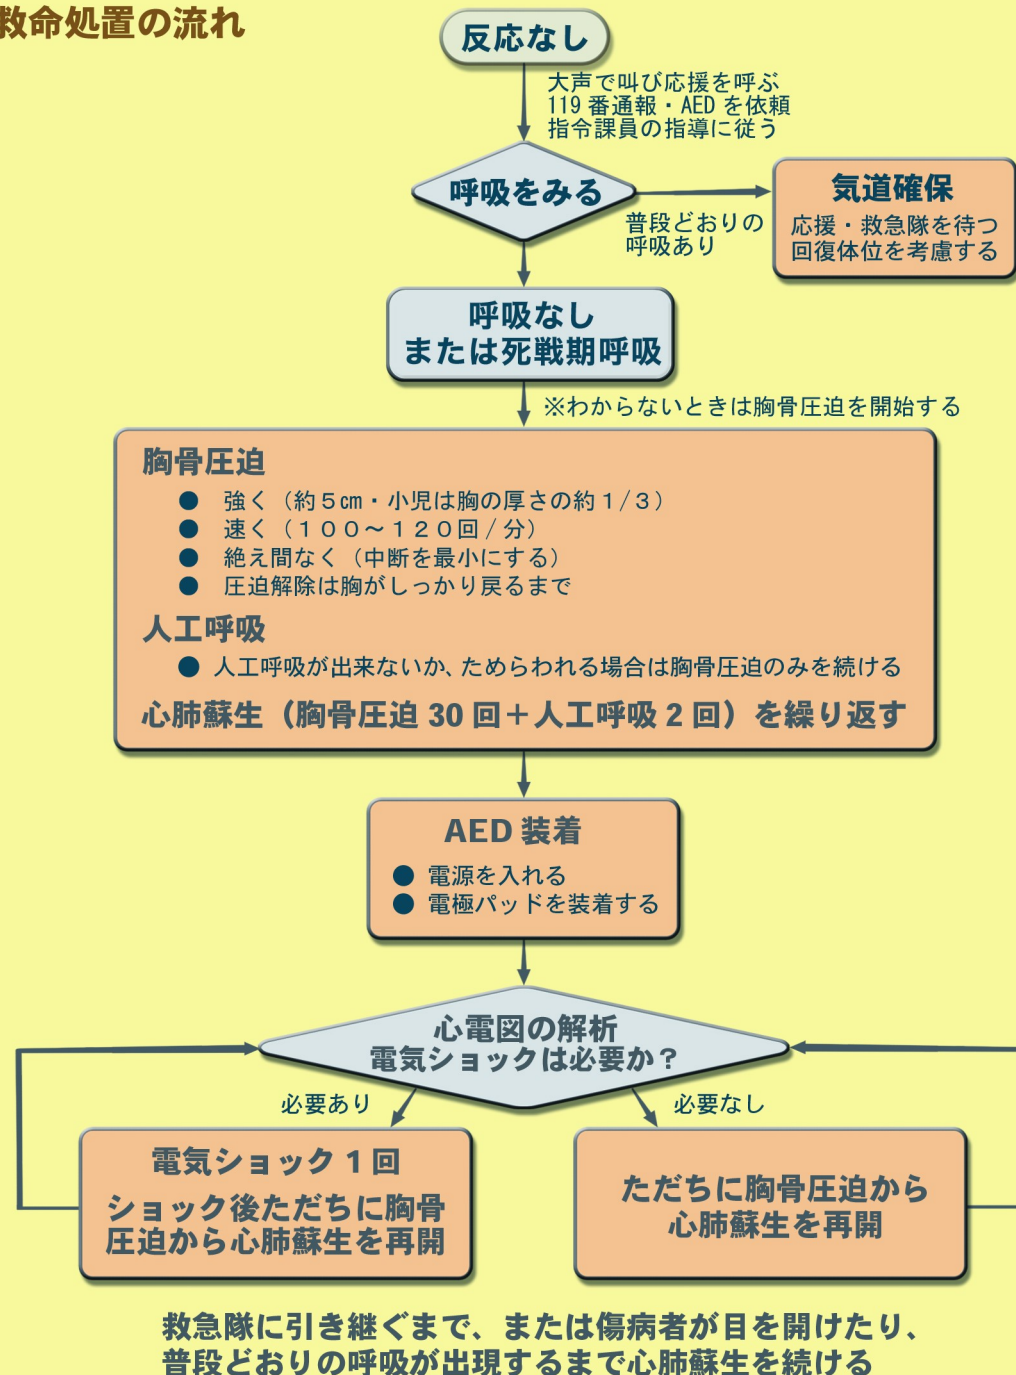 救命処置の流れ
反応なし
大声で叫び応援を呼ぶ
119番通報・AEDを依頼
指令課員の指導に従う
呼吸をみる
普段どおりの
呼吸あり
気道確保
応援・救急隊を待つ
回復体位を考慮する
呼吸なし
または死戦期呼吸
※わからないときは胸骨圧迫を開始する
胸骨圧迫
● 強く（約５㎝・小児は胸の厚さの約１/３）
● 速く（１００～１２０回/分）
● 絶え間なく（中断を最小にする）
● 圧迫解除は胸がしっかり戻るまで
人工呼吸
● 人工呼吸が出来ないか、ためらわれる場合は胸骨圧迫のみを続ける
心肺蘇生（胸骨圧迫30回＋人工呼吸2回）を繰り返す
AED装着
● 電源を入れる
● 電極パッドを装着する
心電図の解析
電気ショックは必要か？
必要あり
必要なし
電気ショック1回
ショック後ただちに胸骨
圧迫から心肺蘇生を再開
ただちに胸骨圧迫から
心肺蘇生を再開
救急隊に引き継ぐまで、または傷病者が目を開けたり、
普段どおりの呼吸が出現するまで心肺蘇生を続ける